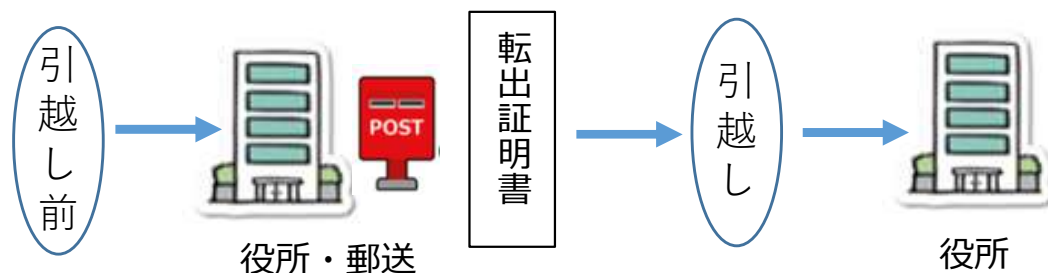 引越し前
POST
役所・郵送
転出証明書
引越し
役所